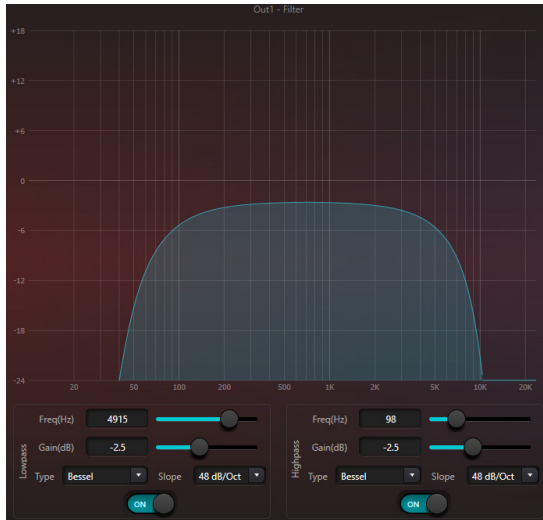 Out1 - Filter
+18
+12
+6
0
-6
-12
-18
-24
20 50 100 200 500 1K 2K 5K 10K 20K
Lowpass
Freq(Hz) 4915
Gain(dB) -2.5
Type Bessel Slope 48 dB/Oct
ON
Highpass
Freq(Hz) 98
Gain(dB) -2.5
Type Bessel Slope 48 dB/Oct
ON